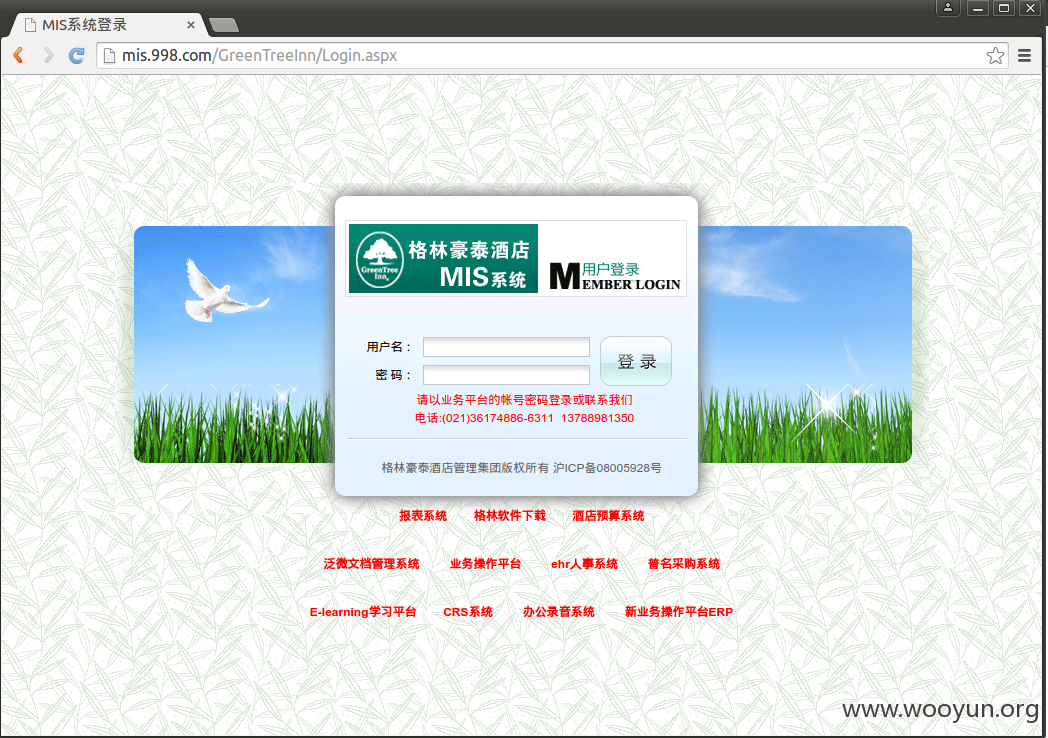 MIS系统登录
mis.998.com/GreenTreeInn/Login.aspx
格林豪泰酒店
GreenTree Inn
MIS系统
用户登录
MEMBER LOGIN
用户名：
密 码：
登 录
请以业务平台的帐号密码登录或联系我们
电话:(021)36174886-6311 13788981350
格林豪泰酒店管理集团版权所有 沪ICP备08005928号
报表系统 格林软件下载 酒店预算系统
泛微文档管理系统 业务操作平台 ehr人事系统 普名采购系统
E-learning学习平台 CRS系统 办公录音系统 新业务操作平台ERP
www.wooyun.org